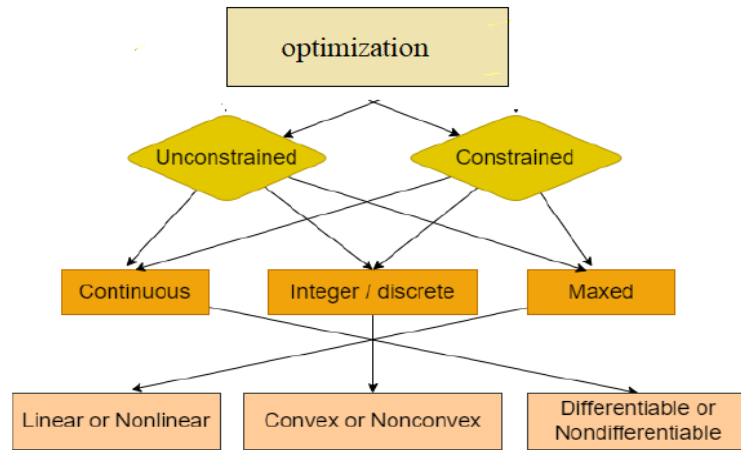 optimization
Unconstrained
Constrained
Continuous
Integer / discrete
Maxed
Linear or Nonlinear
Convex or Nonconvex
Differentiable or
Nondifferentiable